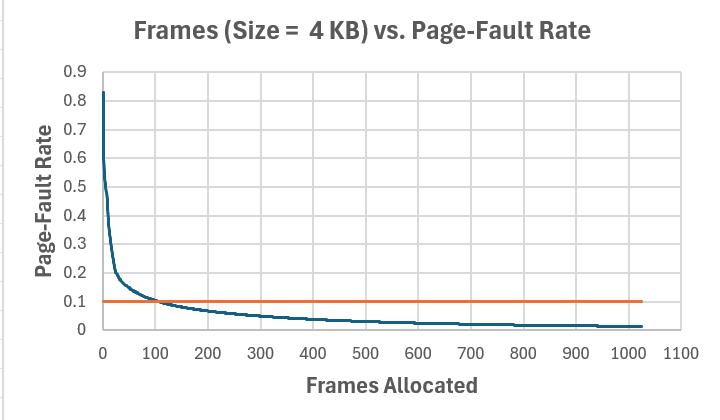 Frames (Size =  4 KB) vs. Page-Fault Rate
Page-Fault Rate
0.9
0.8
0.7
0.6
0.5
0.4
0.3
0.2
0.1
0
0 100 200 300 400 500 600 700 800 900 1000 1100
Frames Allocated